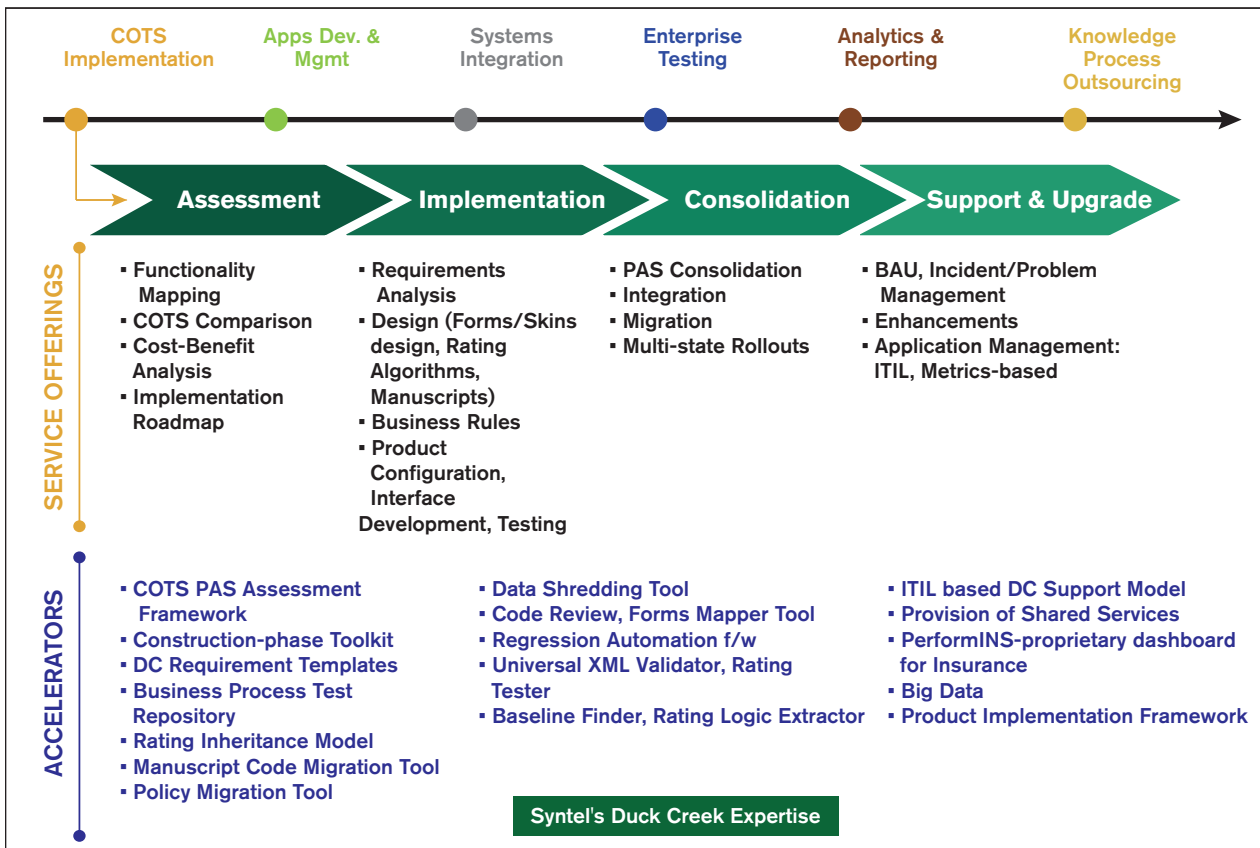 COTS
Implementation
Apps Dev. &
Mgmt
Systems
Integration
Enterprise
Testing
Analytics &
Reporting
Knowledge
Process
Outsourcing
Assessment
Implementation
Consolidation
Support & Upgrade
SERVICE OFFERINGS
▪ Functionality
Mapping
▪ COTS Comparison
▪ Cost-Benefit
Analysis
▪ Implementation
Roadmap
▪ Requirements
Analysis
▪ Design (Forms/Skins
design, Rating
Algorithms,
Manuscripts)
▪ Business Rules
▪ Product
Configuration,
Interface
Development, Testing
▪ PAS Consolidation
▪ Integration
▪ Migration
▪ Multi-state Rollouts
▪ BAU, Incident/Problem
Management
▪ Enhancements
▪ Application Management:
ITIL, Metrics-based
ACCELERATORS
▪ COTS PAS Assessment
Framework
▪ Construction-phase Toolkit
▪ DC Requirement Templates
▪ Business Process Test
Repository
▪ Rating Inheritance Model
▪ Manuscript Code Migration Tool
▪ Policy Migration Tool
▪ Data Shredding Tool
▪ Code Review, Forms Mapper Tool
▪ Regression Automation f/w
▪ Universal XML Validator, Rating
Tester
▪ Baseline Finder, Rating Logic Extractor
▪ ITIL based DC Support Model
▪ Provision of Shared Services
▪ PerformINS-proprietary dashboard
for Insurance
▪ Big Data
▪ Product Implementation Framework
Syntel's Duck Creek Expertise